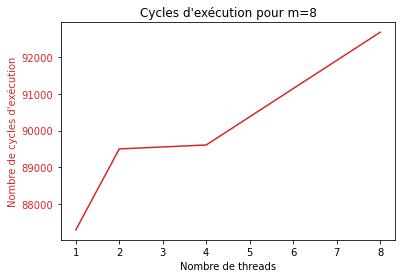 Cycles d'exécution pour m=8
Nombre de cycles d'exécution
92000
91000
90000
89000
88000
1 2 3 4 5 6 7 8
Nombre de threads